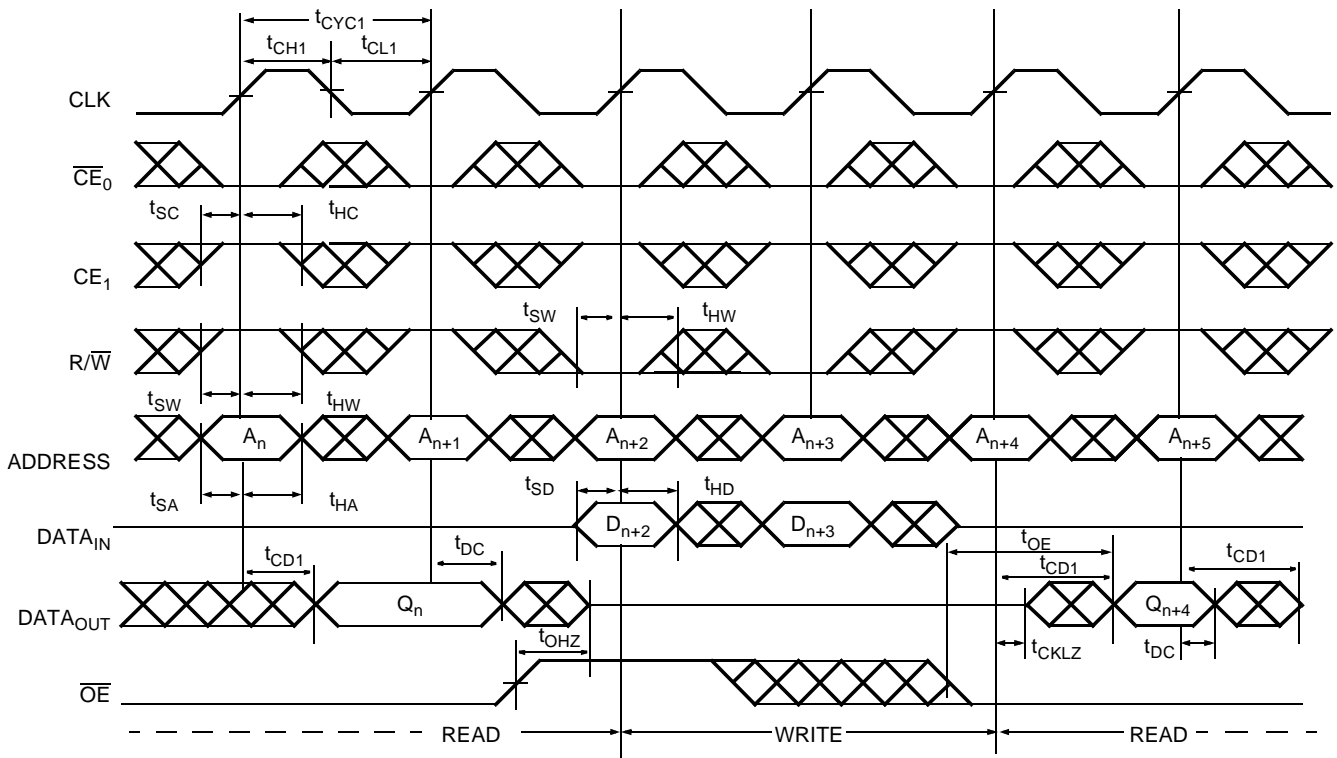 tCYC1
tCH1 tCL1
CLK
CE0
tSC tHC
CE1
tSW tHW
R/W
tSW tHW
An An+1 An+2 An+3 An+4 An+5
ADDRESS
tSA tHA tSD tHD
DATAIN Dn+2 Dn+3
tOE
tCD1 tDC tCD1 tCD1
DATAOUT Qn Qn+4
tOHZ tCKLZ tDC
OE
READ WRITE READ